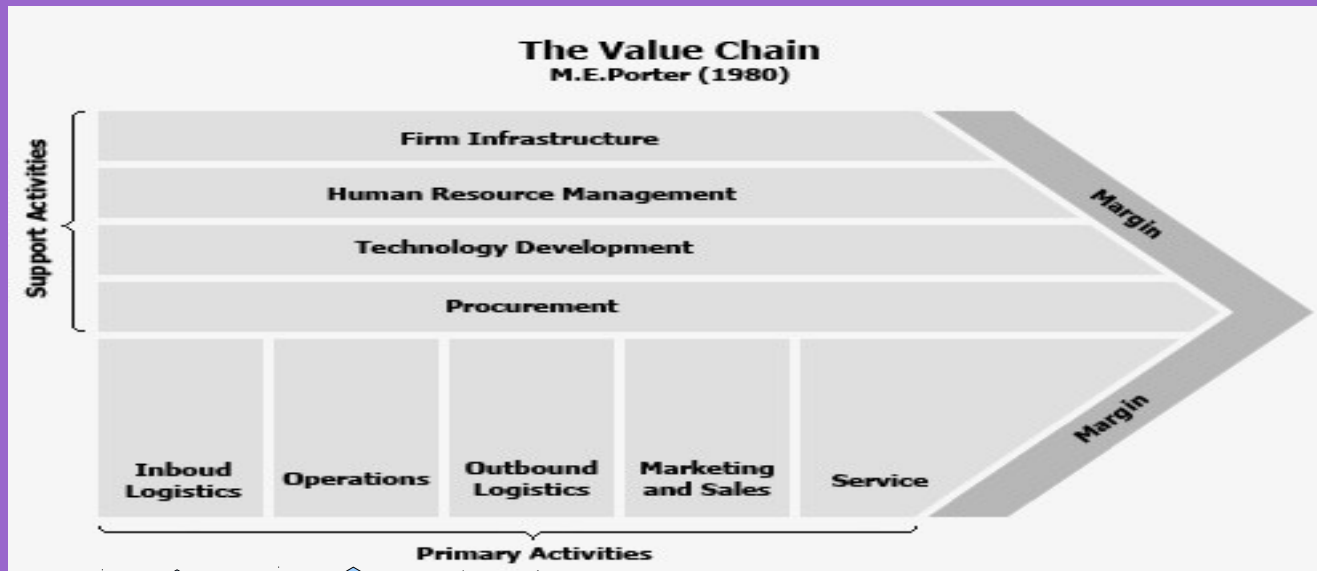 The Value Chain
M.E.Porter (1980)
Support Activities
Firm Infrastructure
Human Resource Management
Technology Development
Procurement
Margin
Margin
Inboud
Logistics
Operations
Outbound
Logistics
Marketing
and Sales
Service
Primary Activities